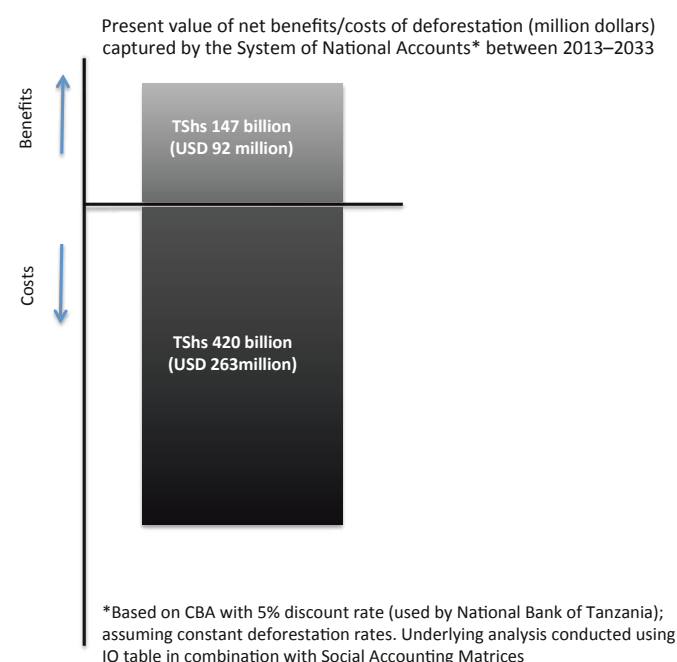 Present value of net benefits/costs of deforestation (million dollars)
captured by the System of National Accounts* between 2013–2033
Benefits
TShs 147 billion
(USD 92 million)
Costs
TShs 420 billion
(USD 263million)
*Based on CBA with 5% discount rate (used by National Bank of Tanzania);
assuming constant deforestation rates. Underlying analysis conducted using
IO table in combination with Social Accounting Matrices